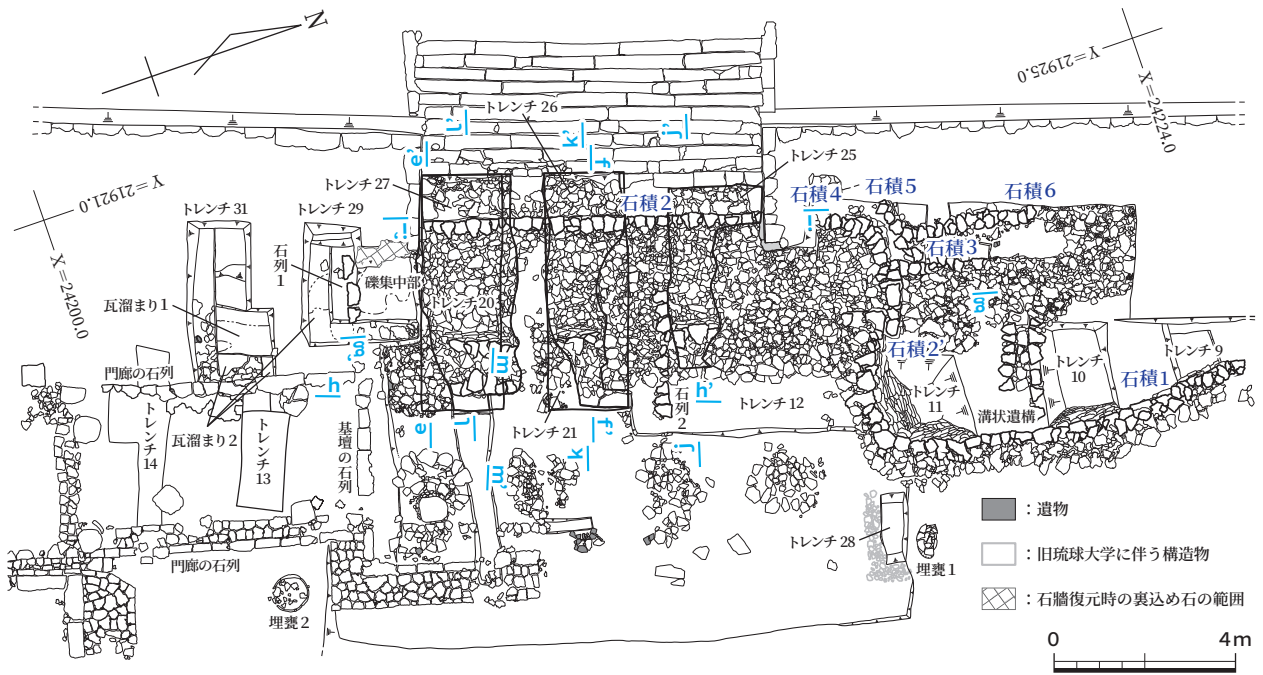 N
Y=21925.0
X=24224.0
Y=21921.0
X=24200.0
トレンチ 26
l'
k'
j'
e'
f
トレンチ 25
トレンチ 27
石積2
石積4
石積5
石積6
i
i'
トレンチ 31
トレンチ 29
石列1
礫集中部
石積3
トレンチ20
g
瓦溜まり1
g'
m
石積2'
トレンチ 9
トレンチ
10
石積1
門廊の石列
h
h'
トレンチ
11
石列2
トレンチ 12
溝状遺構
トレンチ14
瓦溜まり2
トレンチ13
基壇の石列
e
l
トレンチ 21
f'
k
j
m'
:遺物
トレンチ 28
:旧琉球大学に伴う構造物
門廊の石列
埋甕1
埋甕2
:石牆復元時の裏込め石の範囲
0 4m